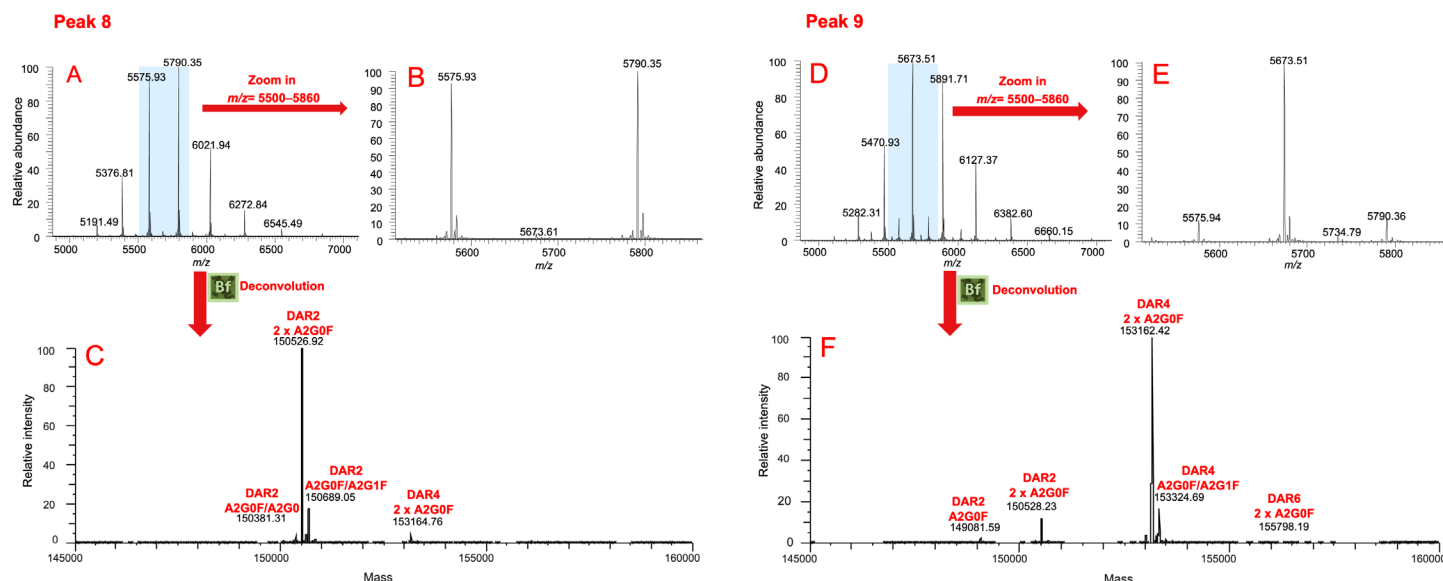 Peak 8
A
Relative abundance
100
80
60
40
20
0
5191.49
5376.81
5575.93
5790.35
6021.94
6272.84
6545.49
5000
5500
6000
6500
7000
m/z
Zoom in
m/z= 5500–5860
B
100
90
80
70
60
50
40
30
20
10
0
5575.93
5673.61
5790.35
5600
5700
5800
m/z
Bf
Deconvolution
C
Relative intensity
100
80
60
40
20
0
DAR2
2 x A2G0F
150526.92
DAR2
A2G0F/A2G0
150381.31
DAR2
A2G0F/A2G1F
150689.05
DAR4
2 x A2G0F
153164.76
145000
150000
155000
160000
Mass
Peak 9
D
Relative abundance
100
80
60
40
20
0
5282.31
5470.93
5673.51
5891.71
6127.37
6382.60
6660.15
5000
5500
6000
6500
7000
m/z
Zoom in
m/z= 5500–5860
E
100
90
80
70
60
50
40
30
20
10
0
5575.94
5673.51
5734.79
5790.36
5600
5700
5800
m/z
Bf
Deconvolution
F
Relative intensity
100
80
60
40
20
0
DAR4
2 x A2G0F
153162.42
DAR2
A2G0F
149081.59
DAR2
2 x A2G0F
150528.23
DAR4
A2G0F/A2G1F
153324.69
DAR6
2 x A2G0F
155798.19
145000
150000
155000
160000
Mass